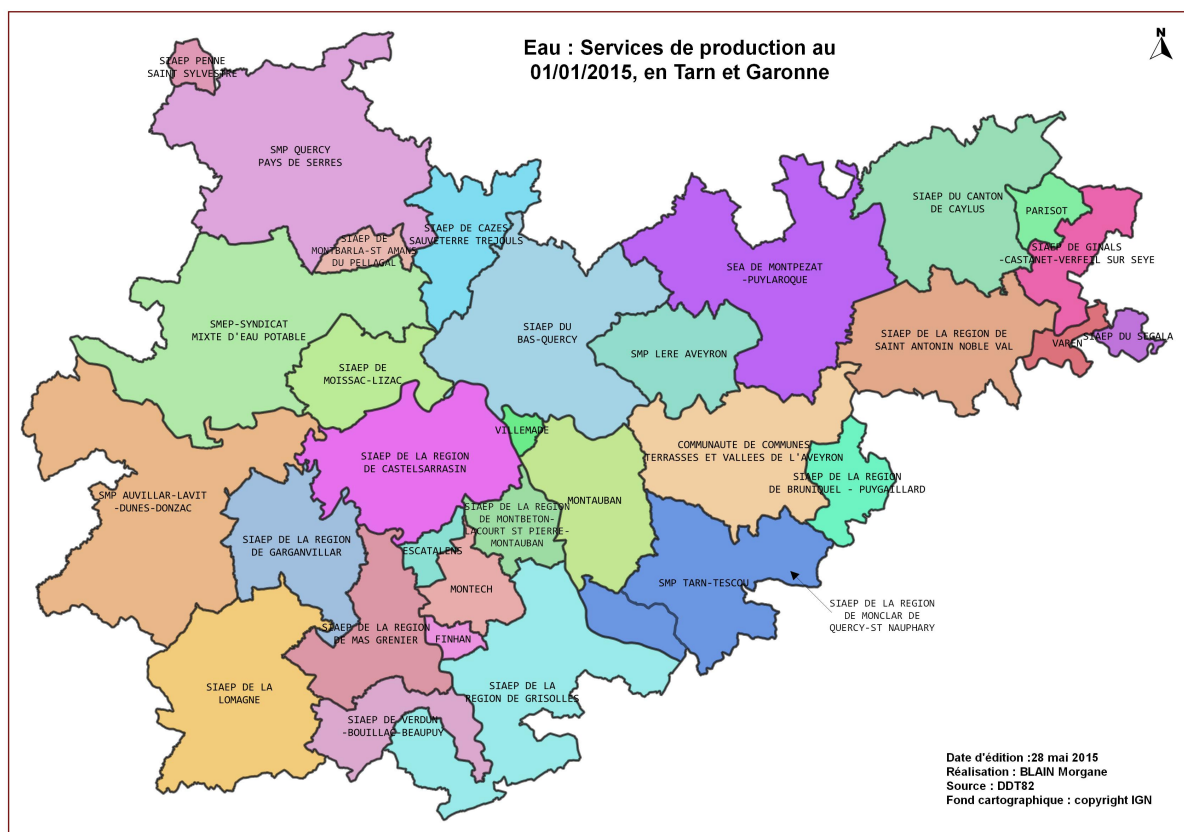 Eau : Services de production au
01/01/2015, en Tarn et Garonne
N
SIAEP PENNE
SAINT SYLVESTRE
SMP QUERCY
PAYS DE SERRES
SIAEP DE CAZES
SAUVETERRE TREJOULS
SIAEP DE
MONTBARLA-ST AMANS
DU PELLAGAL
SIAEP DU CANTON
DE CAYLUS
PARISOT
SIAEP DE GINALS
-CASTANET-VERFEIL SUR SEYE
SEA DE MONTPEZAT
-PUYLAROQUE
SMEP-SYNDICAT
MIXTE D'EAU POTABLE
SIAEP DU
BAS-QUERCY
SMP LERE AVEYRON
SIAEP DE LA REGION DE
SAINT ANTONIN NOBLE VAL
VAREN
SIAEP DU SEGALA
SIAEP DE
MOISSAC-LIZAC
VILLEMADE
SIAEP DE LA REGION
DE CASTELSARRASIN
COMMUNAUTE DE COMMUNES
TERRASSES ET VALLEES DE L'AVEYRON
SIAEP DE LA REGION
DE BRUNIQUEL - PUYGAILLARD
SMP AUVILLAR-LAVIT
-DUNES-DONZAC
MONTAUBAN
SIAEP DE LA REGION
DE MONTBETON-
LACOURT ST PIERRE-
MONTAUBAN
SIAEP DE LA REGION
DE GARGANVILLAR
ESCATALENS
MONTECH
SMP TARN-TESCOU
SIAEP DE LA REGION
DE MONCLAR DE
QUERCY-ST NAUPHARY
SIAEP DE LA REGION
DE MAS GRENIER
FINHAN
SIAEP DE LA
LOMAGNE
SIAEP DE LA
REGION DE GRISOLLES
SIAEP DE VERDUN
-BOUILLAC-BEAUPUY
Date d'édition :28 mai 2015
Réalisation : BLAIN Morgane
Source : DDT82
Fond cartographique : copyright IGN